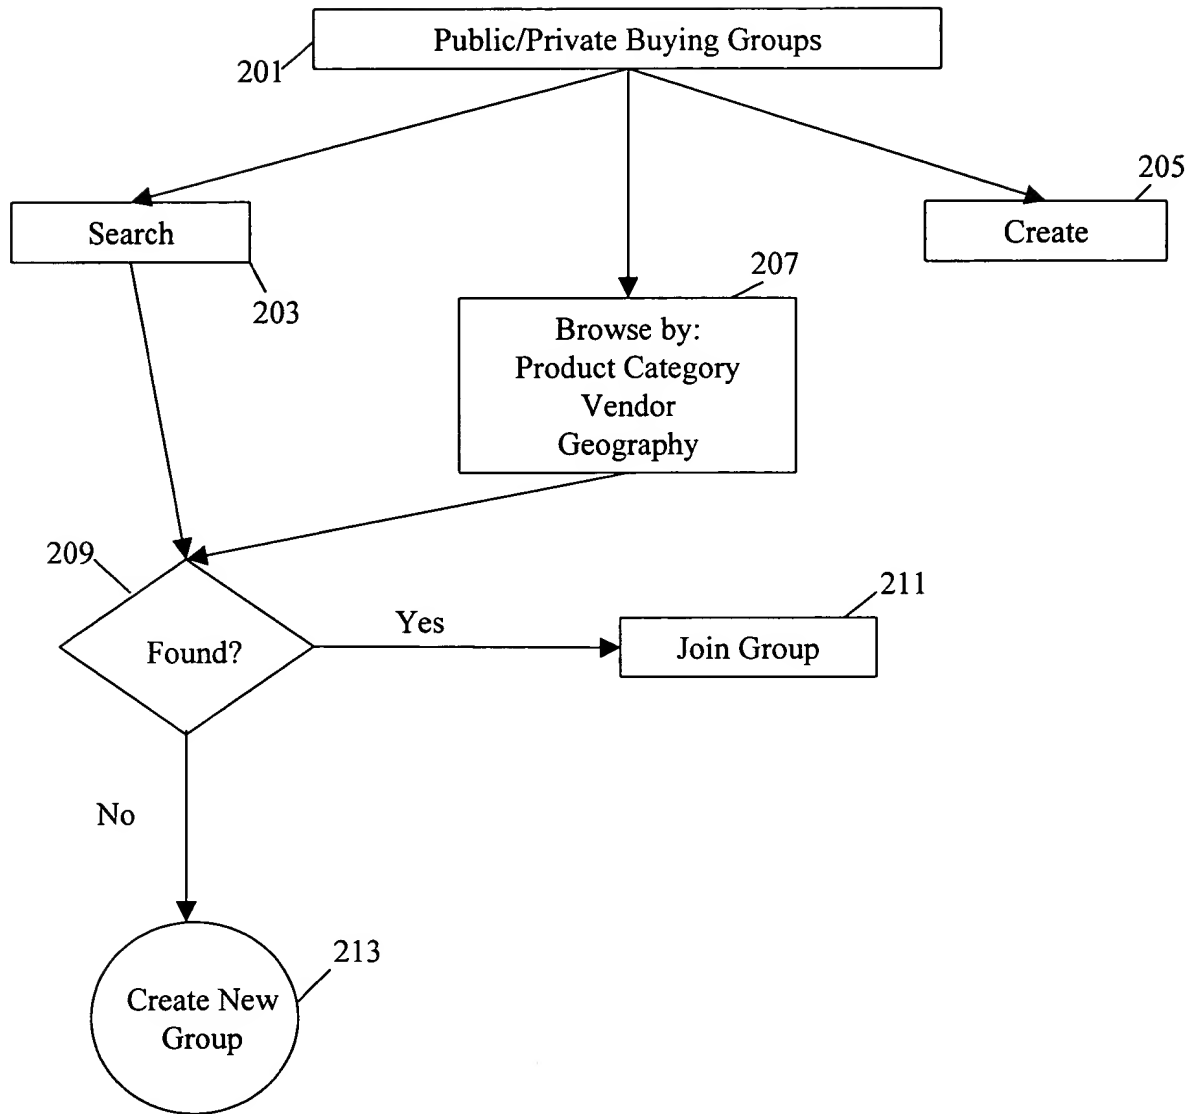 Public/Private Buying Groups
201
205
Search
Create
203
207
Browse by:
Product Category
Vendor
Geography
209
211
Yes
Found?
Join Group
No
213
Create New
Group